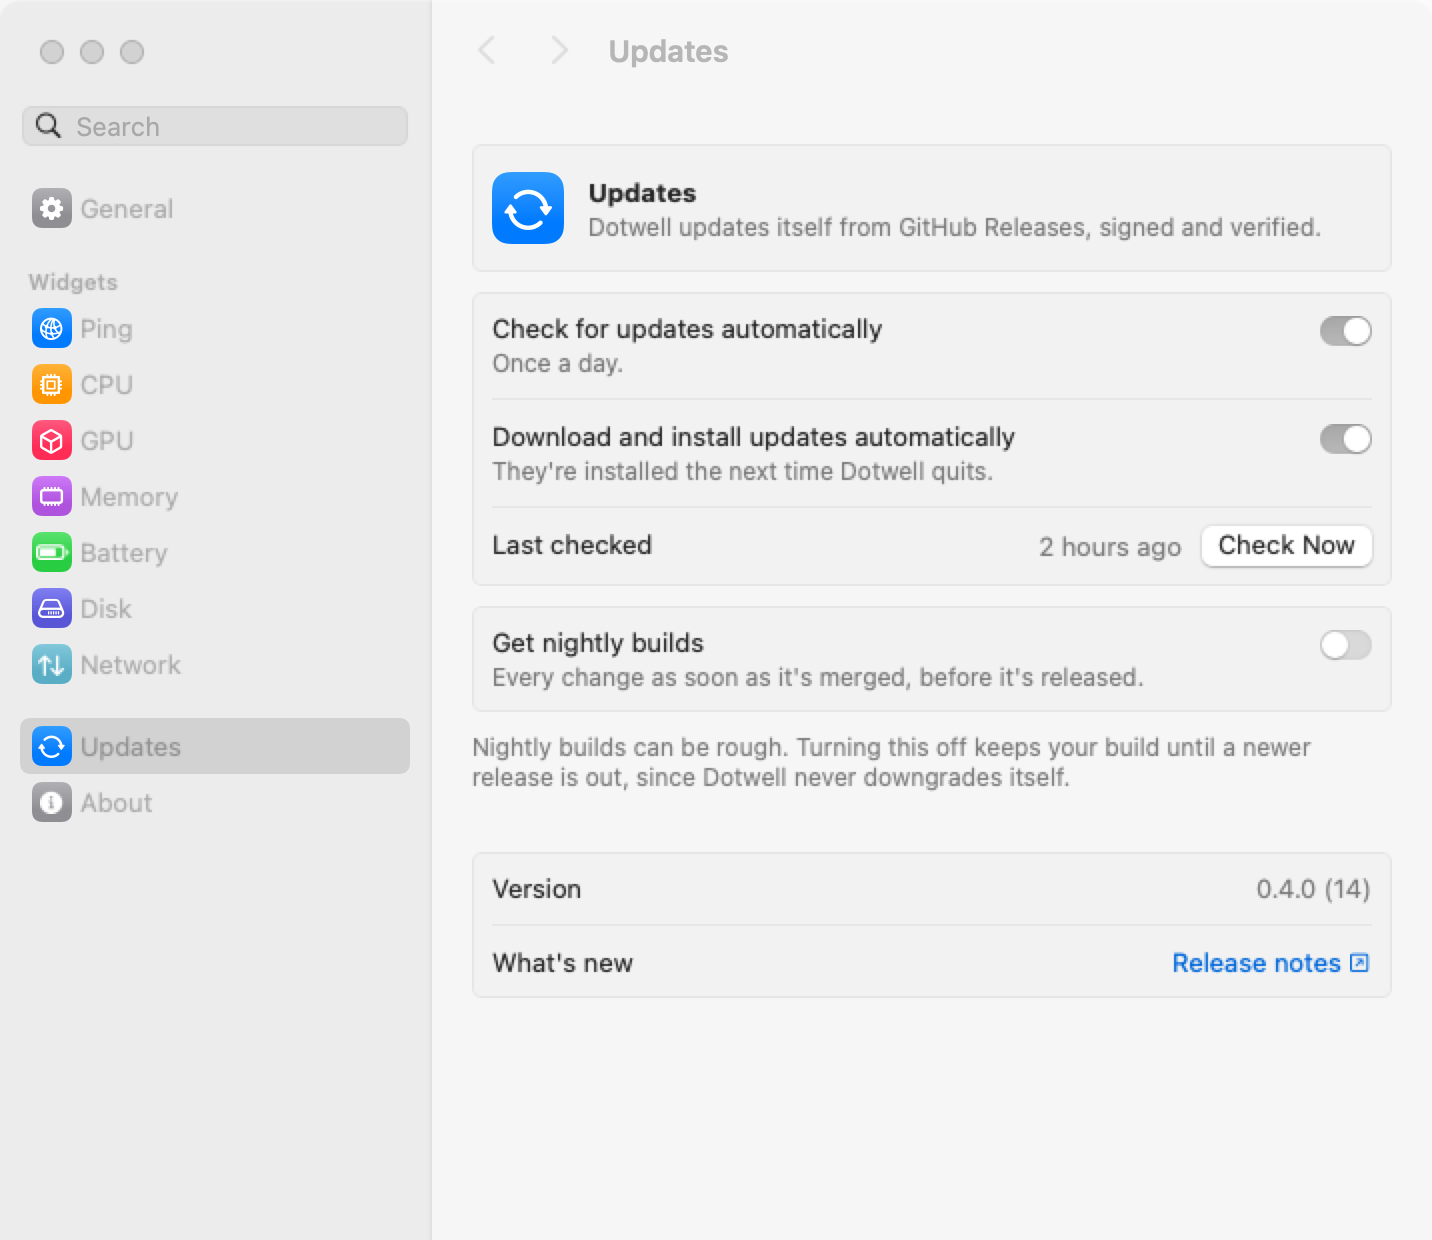 Updates
Search
General
Widgets
Ping
CPU
GPU
Memory
Battery
Disk
Network
Updates
About
Updates
Dotwell updates itself from GitHub Releases, signed and verified.
Check for updates automatically
Once a day.
Download and install updates automatically
They're installed the next time Dotwell quits.
Last checked
2 hours ago
Check Now
Get nightly builds
Every change as soon as it's merged, before it's released.
Nightly builds can be rough. Turning this off keeps your build until a newer
release is out, since Dotwell never downgrades itself.
Version
0.4.0 (14)
What's new
Release notes